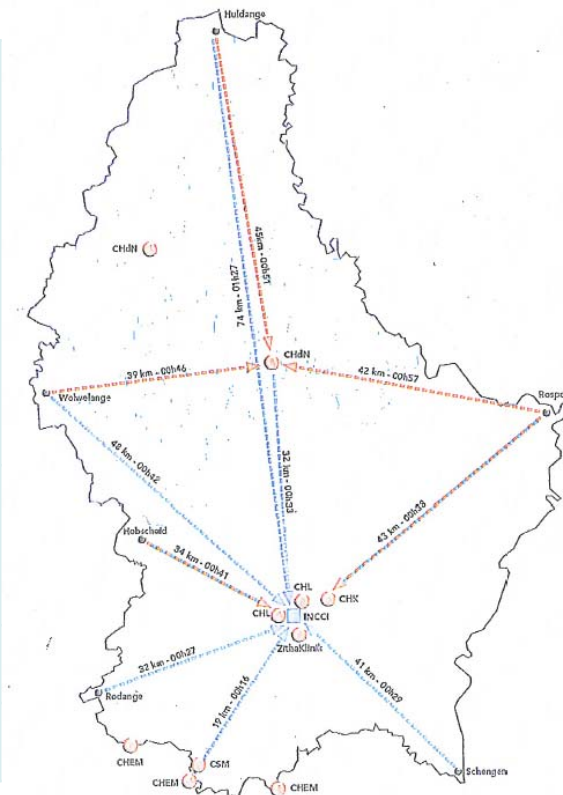 Huldange
CHdN
45km - 00h51
74 km - 01h27
CHdN
39 km - 00h46
42 km - 00h57
Wolwelange
Rospo
48 km - 00h42
32 km - 00h33
43 km - 00h38
Hobscheid
34 km - 00h41
CHL
CHK
CHL
INCCI
ZithaKlinik
32 km - 00h27
41 km - 00h29
Rodange
19 km - 00h16
CHEM
CSM
Schengen
CHEM
CHEM